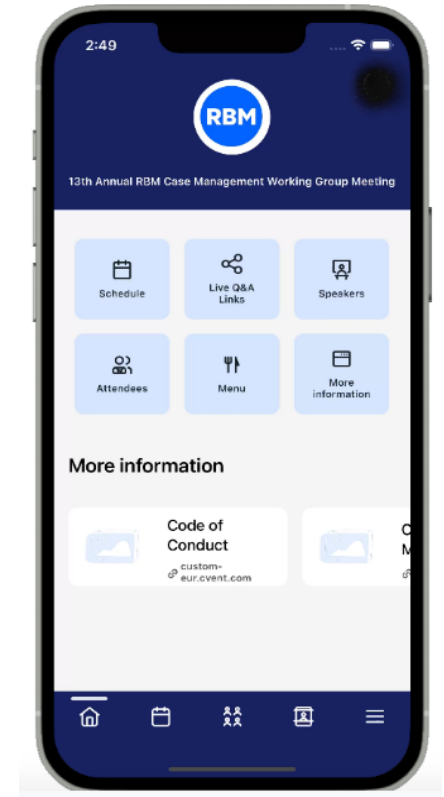 2:49
RBM
13th Annual RBM Case Management Working Group Meeting
Schedule
Live Q&A
Links
Speakers
Attendees
Menu
More
information
More information
Code of
Conduct
custom-
eur.cvent.com